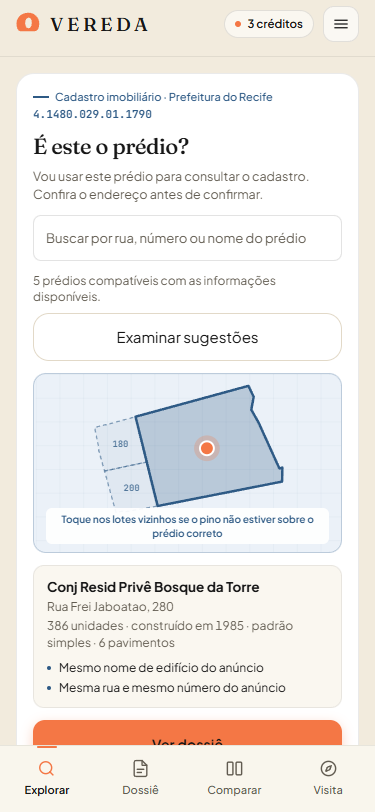 VEREDA
3 créditos
Cadastro imobiliário · Prefeitura do Recife
4.1480.029.01.1790
É este o prédio?
Vou usar este prédio para consultar o cadastro.
Confira o endereço antes de confirmar.
Buscar por rua, número ou nome do prédio
5 prédios compatíveis com as informações
disponíveis.
Examinar sugestões
180
200
Toque nos lotes vizinhos se o pino não estiver sobre o
prédio correto
Conj Resid Privê Bosque da Torre
Rua Frei Jaboatao, 280
386 unidades · construído em 1985 · padrão
simples · 6 pavimentos
• Mesmo nome de edifício do anúncio
• Mesma rua e mesmo número do anúncio
Ver dossiê
Explorar
Dossiê
Comparar
Visita